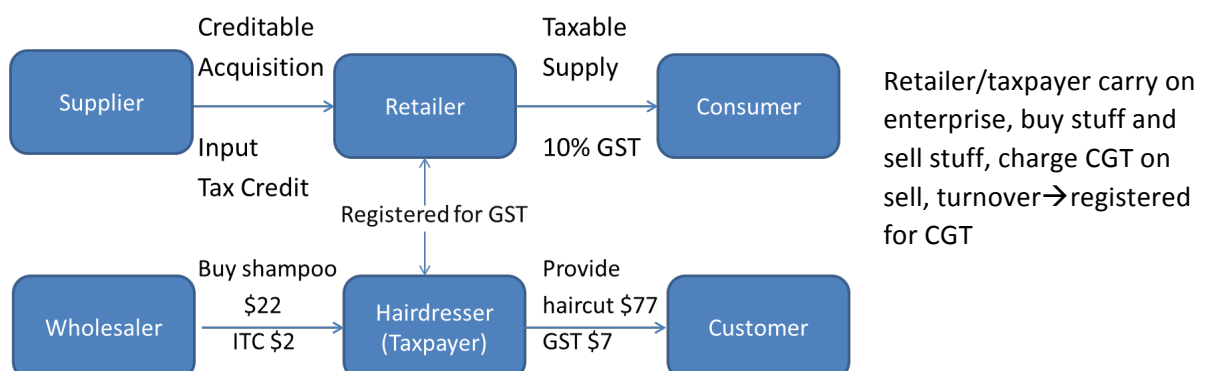 Creditable
Acquisition
Taxable
Supply
Supplier
Retailer
Consumer
Input
Tax Credit
10% GST
Registered for GST
Buy shampoo
$22
ITC $2
Provide
haircut $77
GST $7
Wholesaler
Hairdresser
(Taxpayer)
Customer
Retailer/taxpayer carry on
enterprise, buy stuff and
sell stuff, charge CGT on
sell, turnover→registered
for CGT